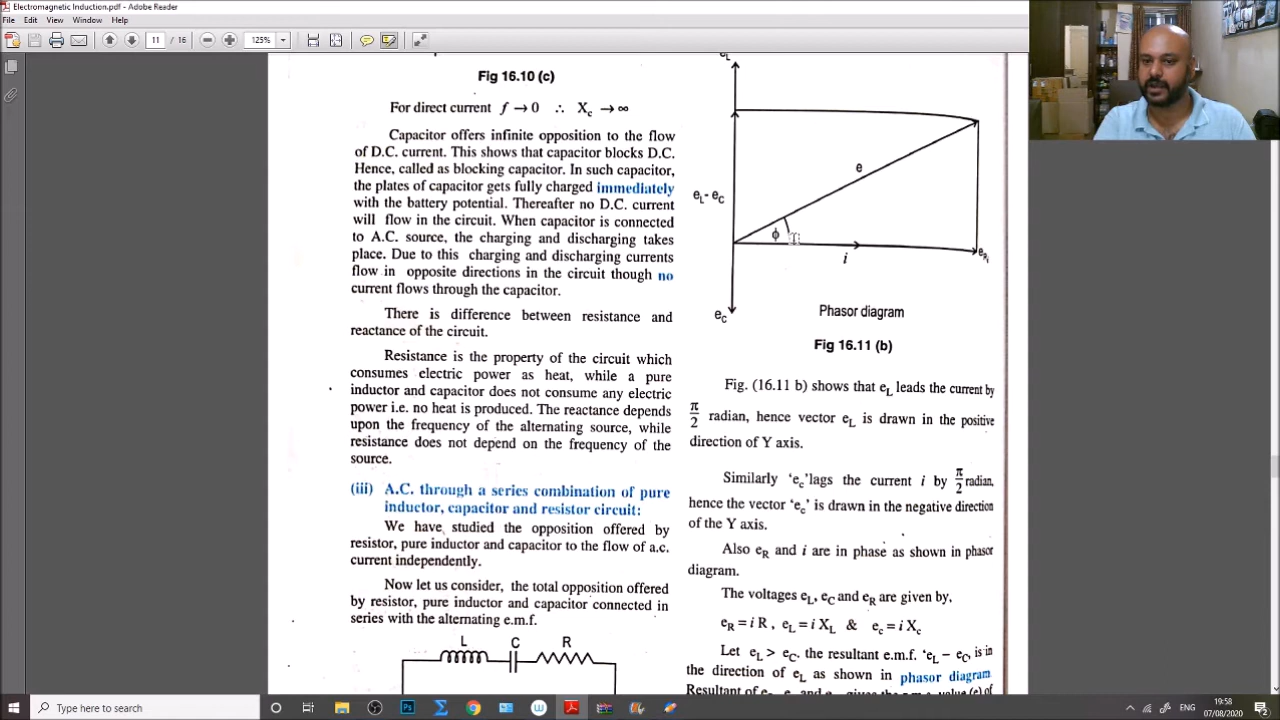 Electromagnetic Induction.pdf - Adobe Reader
File Edit View Window Help
11 / 16 125%
Fig 16.10 (c)
For direct current f → 0 ∴ Xc → ∞
Capacitor offers infinite opposition to the flow
of D.C. current. This shows that capacitor blocks D.C.
Hence, called as blocking capacitor. In such capacitor,
the plates of capacitor gets fully charged immediately
with the battery potential. Thereafter no D.C. current
will flow in the circuit. When capacitor is connected
to A.C. source, the charging and discharging takes
place. Due to this charging and discharging currents
flow in opposite directions in the circuit though no
current flows through the capacitor.
There is difference between resistance and
reactance of the circuit.
Resistance is the property of the circuit which
consumes electric power as heat, while a pure
inductor and capacitor does not consume any electric
power i.e. no heat is produced. The reactance depends
upon the frequency of the alternating source, while
resistance does not depend on the frequency of the
source.
(iii) A.C. through a series combination of pure
inductor, capacitor and resistor circuit:
We have studied the opposition offered by
resistor, pure inductor and capacitor to the flow of a.c.
current independently.
Now let us consider, the total opposition offered
by resistor, pure inductor and capacitor connected in
series with the alternating e.m.f.
L C R
eL
e
eL - eC
ϕ
i
eC
Phasor diagram
Fig 16.11 (b)
Fig. (16.11 b) shows that eL leads the current by
π/2 radian, hence vector eL is drawn in the positive
direction of Y axis.
Similarly 'ec' lags the current i by π/2 radian,
hence the vector 'ec' is drawn in the negative direction
of the Y axis.
Also eR and i are in phase as shown in phasor
diagram.
The voltages eL, eC and eR are given by,
eR = i R , eL = i XL & ec = i Xc
Let eL > eC. the resultant e.m.f. 'eL – eC, is in
the direction of eL as shown in phasor diagram
Resultant of
Type here to search
ENG
19:58
07/08/2020